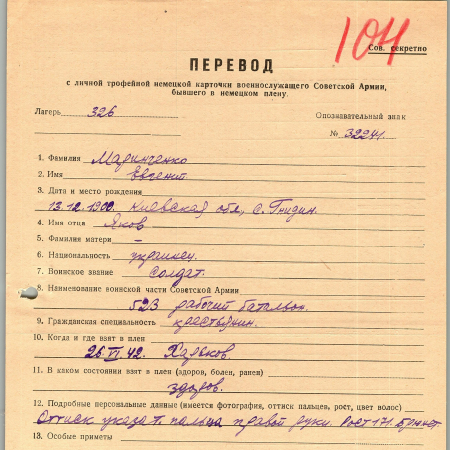 104
Сов. секретно
ПЕРЕВОД
с личной трофейной немецкой карточки военнослужащего Советской Армии,
бывшего в немецком плену.
Лагерь 326
Опознавательный знак
№ 32241.
1. Фамилия Маринченко
2. Имя Евгений.
3. Дата и место рождения
13.12.1900. Киевская обл., с. Гнидин.
4. Имя отца Яков
5. Фамилия матери –
6. Национальность украинец.
7. Воинское звание солдат.
8. Наименование воинской части Советской Армии
523 рабочий батальон.
9. Гражданская специальность крестьянин.
10. Когда и где взят в плен
26.VI.42. Харьков.
11. В каком состоянии взят в плен (здоров, болен, ранен)
здоров.
12. Подробные персональные данные (имеется фотография, оттиск пальцев, рост, цвет волос)
Оттиск указат. пальца правой руки. Рост 171. Брюнет
13. Особые приметы